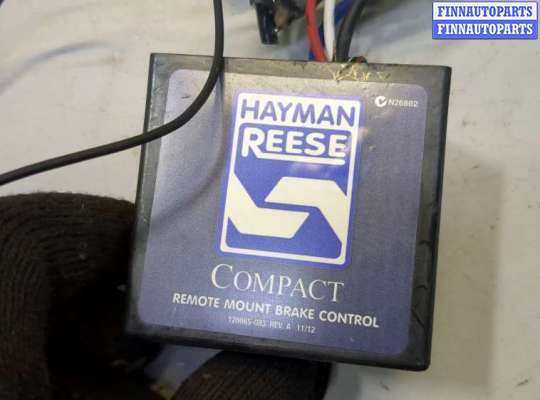 FINNAUTOPARTS
FINNAUTOPARTS
N26802
HAYMAN
REESE
COMPACT
REMOTE MOUNT BRAKE CONTROL
REV. A 11/12